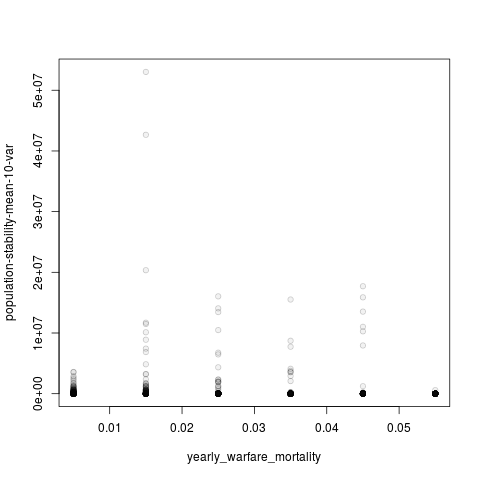 5e+07
4e+07
3e+07
2e+07
1e+07
0e+00
population-stability-mean-10-var
0.01 0.02 0.03 0.04 0.05
yearly_warfare_mortality